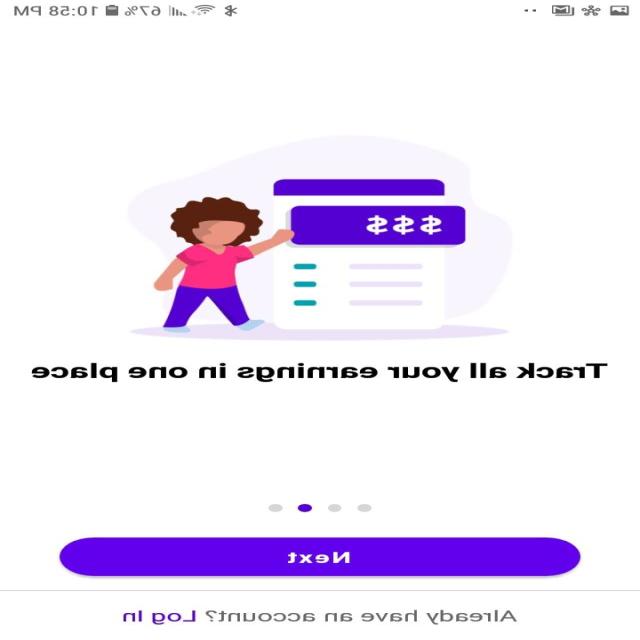 67% 10:58 PM
$$$
Track all your earnings in one place
Next
Already have an account? Log In